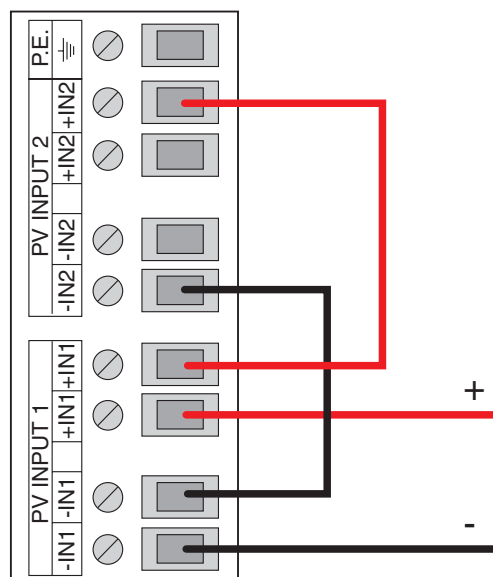 P.E.
PV INPUT 2
+IN2
+IN2
-IN2
-IN2
PV INPUT 1
+IN1
+IN1
-IN1
-IN1
+
-